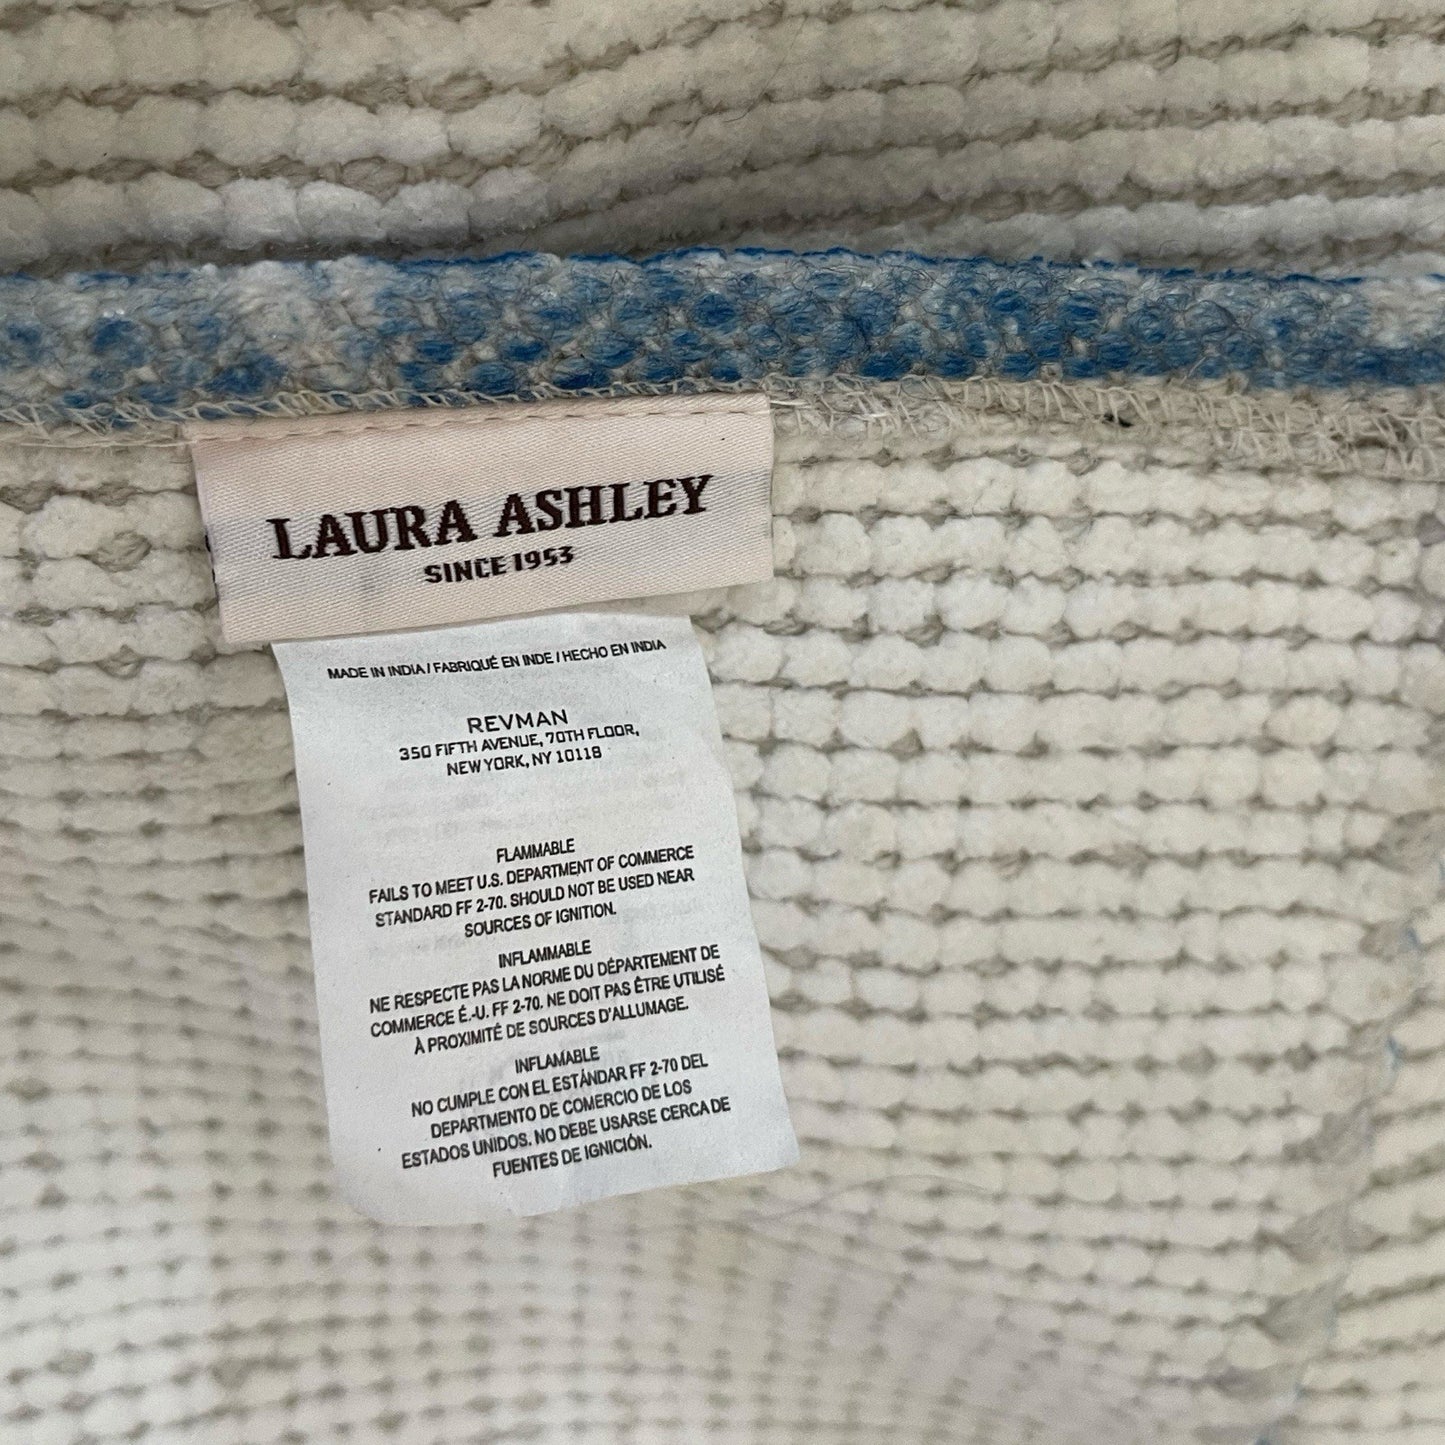 LAURA ASHLEY
SINCE 1953
MADE IN INDIA / FABRIQUÉ EN INDE / HECHO EN INDIA
REVMAN
350 FIFTH AVENUE, 70TH FLOOR,
NEW YORK, NY 10118
FLAMMABLE
FAILS TO MEET U.S. DEPARTMENT OF COMMERCE
STANDARD FF 2-70. SHOULD NOT BE USED NEAR
SOURCES OF IGNITION.
INFLAMMABLE
NE RESPECTE PAS LA NORME DU DÉPARTEMENT DE
COMMERCE É.-U. FF 2-70. NE DOIT PAS ÊTRE UTILISÉ
À PROXIMITÉ DE SOURCES D'ALLUMAGE.
INFLAMABLE
NO CUMPLE CON EL ESTÁNDAR FF 2-70 DEL
DEPARTMENTO DE COMERCIO DE LOS
ESTADOS UNIDOS. NO DEBE USARSE CERCA DE
FUENTES DE IGNICIÓN.